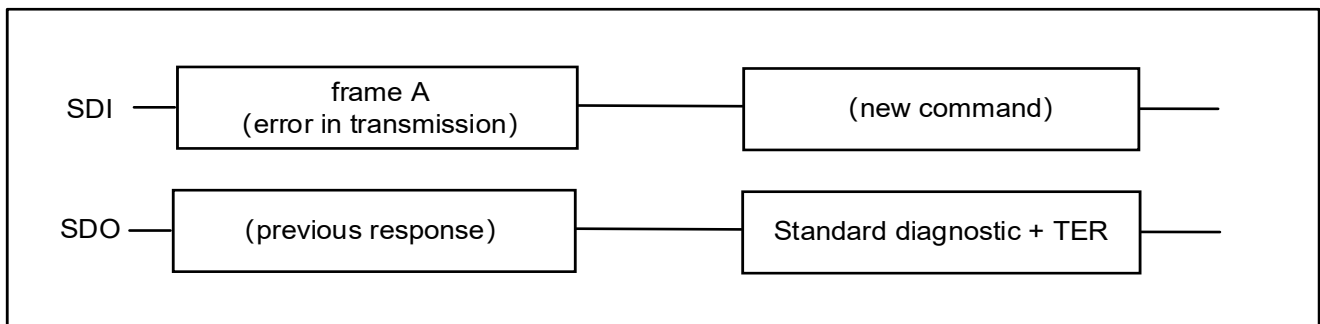 SDI
frame A
(error in transmission)
(new command)
SDO
(previous response)
Standard diagnostic + TER